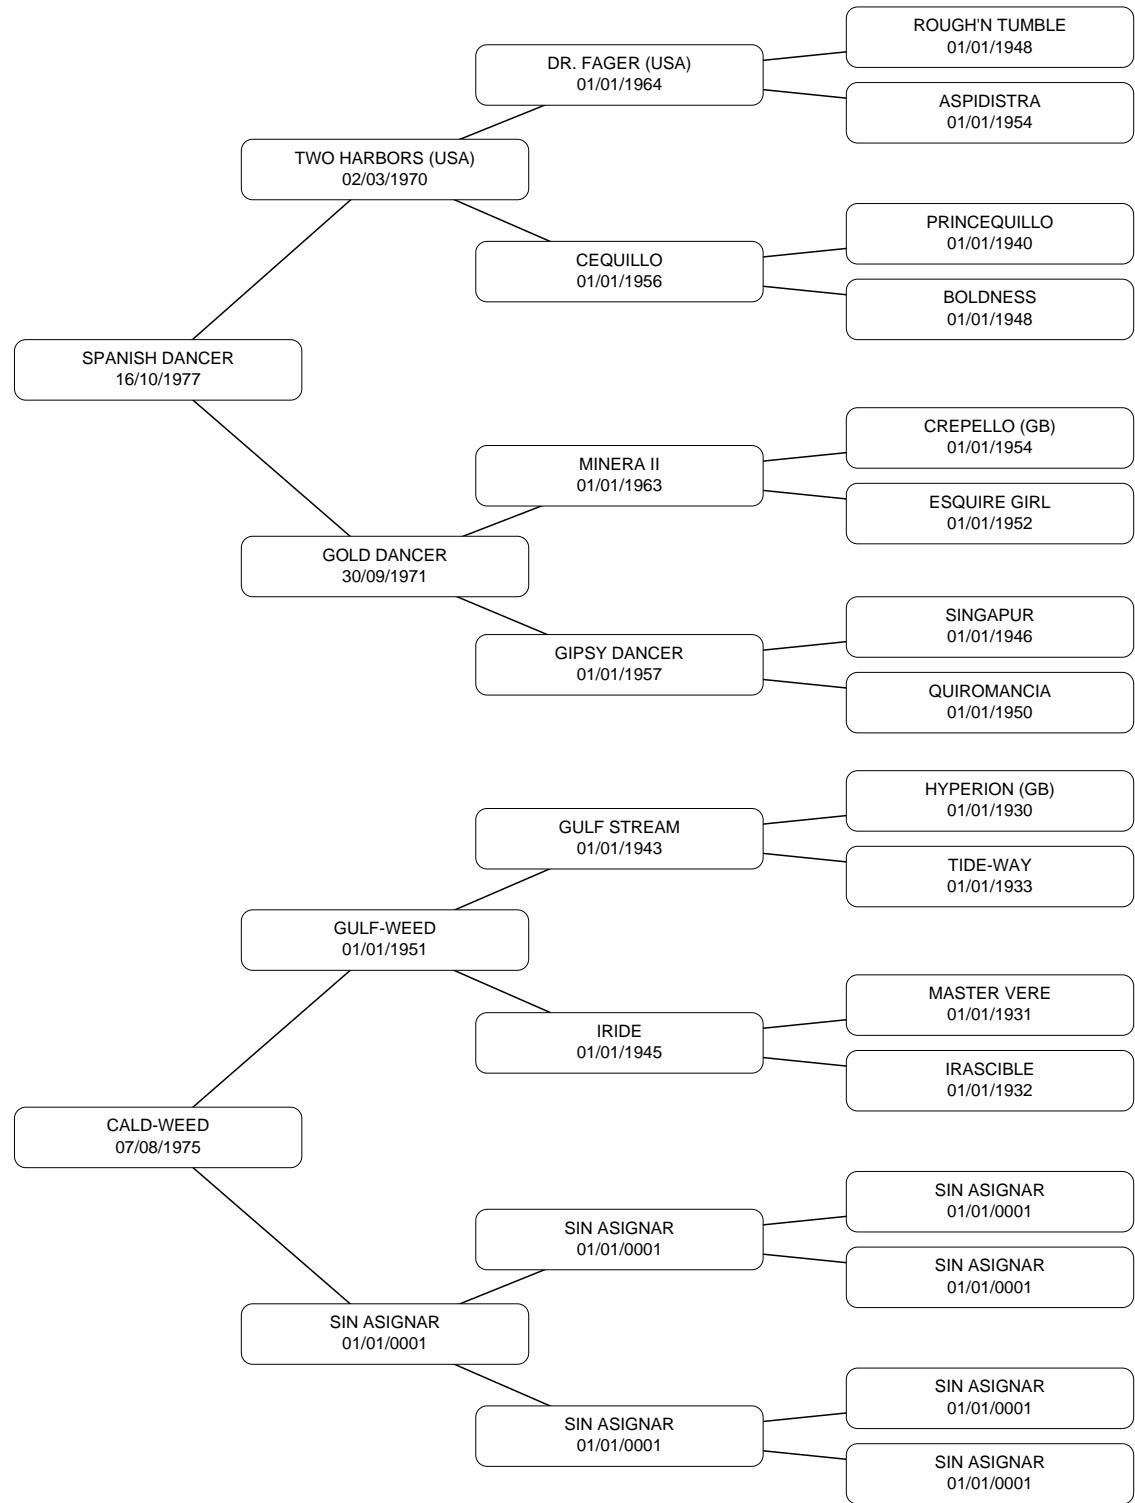 ROUGH'N TUMBLE
01/01/1948
DR. FAGER (USA)
01/01/1964
ASPIDISTRA
01/01/1954
TWO HARBORS (USA)
02/03/1970
PRINCEQUILLO
01/01/1940
CEQUILLO
01/01/1956
BOLDNESS
01/01/1948
SPANISH DANCER
16/10/1977
CREPELLO (GB)
01/01/1954
MINERA II
01/01/1963
ESQUIRE GIRL
01/01/1952
GOLD DANCER
30/09/1971
SINGAPUR
01/01/1946
GIPSY DANCER
01/01/1957
QUIROMANCIA
01/01/1950
HYPERION (GB)
01/01/1930
GULF STREAM
01/01/1943
TIDE-WAY
01/01/1933
GULF-WEED
01/01/1951
MASTER VERE
01/01/1931
IRIDE
01/01/1945
IRASCIBLE
01/01/1932
CALD-WEED
07/08/1975
SIN ASIGNAR
01/01/0001
SIN ASIGNAR
01/01/0001
SIN ASIGNAR
01/01/0001
SIN ASIGNAR
01/01/0001
SIN ASIGNAR
01/01/0001
SIN ASIGNAR
01/01/0001
SIN ASIGNAR
01/01/0001